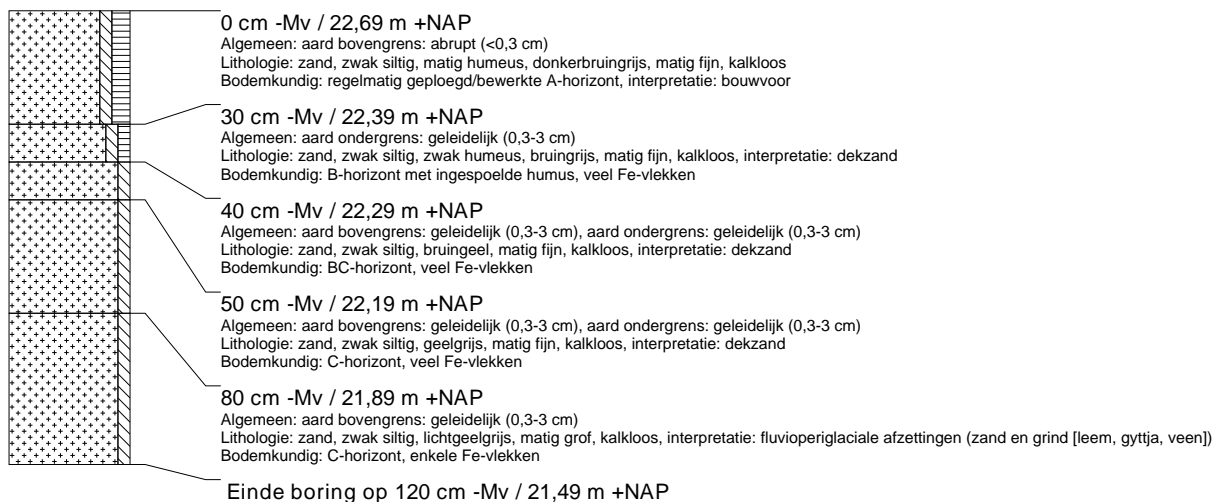 0 cm -Mv / 22,69 m +NAP
Algemeen: aard bovengrens: abrupt (<0,3 cm)
Lithologie: zand, zwak siltig, matig humeus, donkerbruingrijs, matig fijn, kalkloos
Bodemkundig: regelmatig geploegd/bewerkte A-horizont, interpretatie: bouwvoor
30 cm -Mv / 22,39 m +NAP
Algemeen: aard ondergrens: geleidelijk (0,3-3 cm)
Lithologie: zand, zwak siltig, zwak humeus, bruingrijs, matig fijn, kalkloos, interpretatie: dekzand
Bodemkundig: B-horizont met ingespoelde humus, veel Fe-vlekken
40 cm -Mv / 22,29 m +NAP
Algemeen: aard bovengrens: geleidelijk (0,3-3 cm), aard ondergrens: geleidelijk (0,3-3 cm)
Lithologie: zand, zwak siltig, bruingeel, matig fijn, kalkloos, interpretatie: dekzand
Bodemkundig: BC-horizont, veel Fe-vlekken
50 cm -Mv / 22,19 m +NAP
Algemeen: aard bovengrens: geleidelijk (0,3-3 cm), aard ondergrens: geleidelijk (0,3-3 cm)
Lithologie: zand, zwak siltig, geelgrijs, matig fijn, kalkloos, interpretatie: dekzand
Bodemkundig: C-horizont, veel Fe-vlekken
80 cm -Mv / 21,89 m +NAP
Algemeen: aard bovengrens: geleidelijk (0,3-3 cm)
Lithologie: zand, zwak siltig, lichtgeelgrijs, matig grof, kalkloos, interpretatie: fluvioperiglaciale afzettingen (zand en grind [leem, gyttja, veen])
Bodemkundig: C-horizont, enkele Fe-vlekken
Einde boring op 120 cm -Mv / 21,49 m +NAP